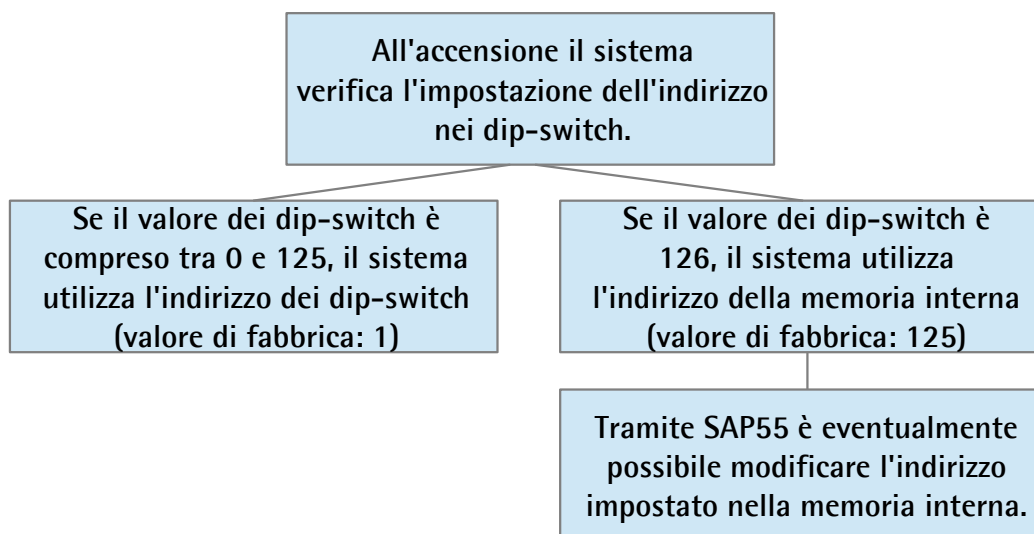 All'accensione il sistema
verifica l'impostazione dell'indirizzo
nei dip-switch.
Se il valore dei dip-switch è
compreso tra 0 e 125, il sistema
utilizza l'indirizzo dei dip-switch
(valore di fabbrica: 1)
Se il valore dei dip-switch è
126, il sistema utilizza
l'indirizzo della memoria interna
(valore di fabbrica: 125)
Tramite SAP55 è eventualmente
possibile modificare l'indirizzo
impostato nella memoria interna.